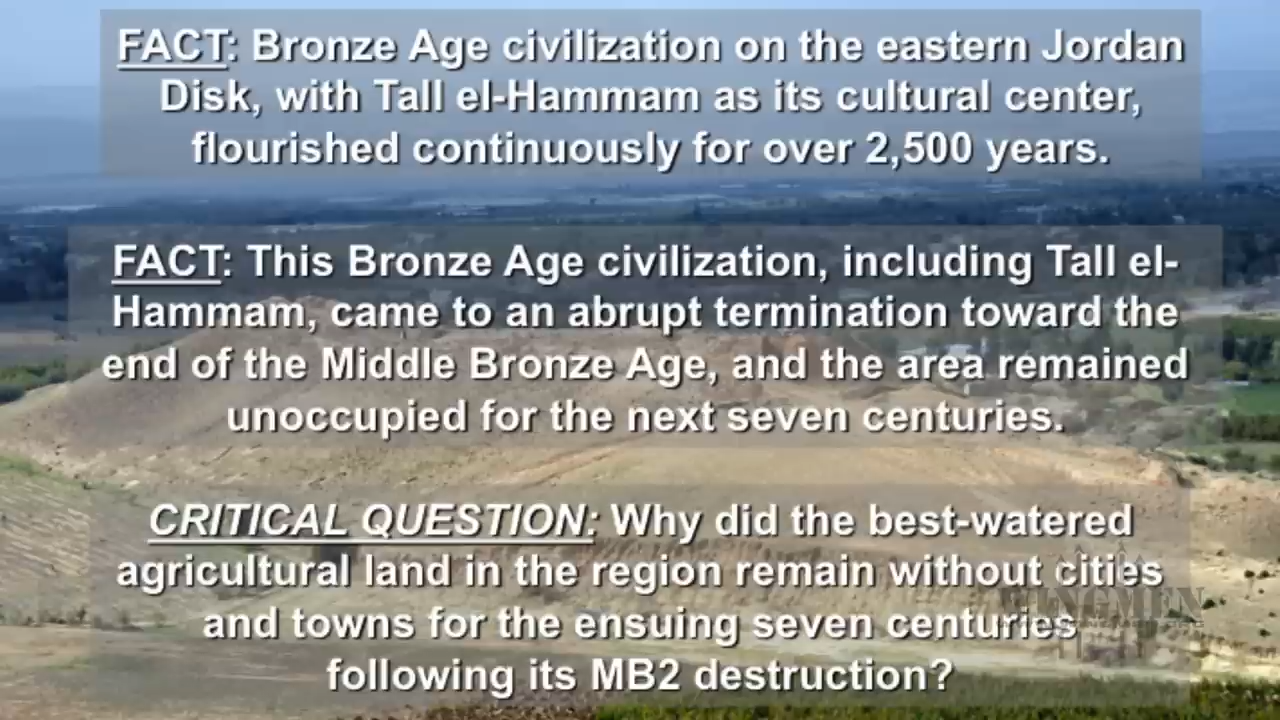 FACT: Bronze Age civilization on the eastern Jordan
Disk, with Tall el-Hammam as its cultural center,
flourished continuously for over 2,500 years.
FACT: This Bronze Age civilization, including Tall el-
Hammam, came to an abrupt termination toward the
end of the Middle Bronze Age, and the area remained
unoccupied for the next seven centuries.
CRITICAL QUESTION: Why did the best-watered
agricultural land in the region remain without cities
and towns for the ensuing seven centuries
following its MB2 destruction?
WINGMEN